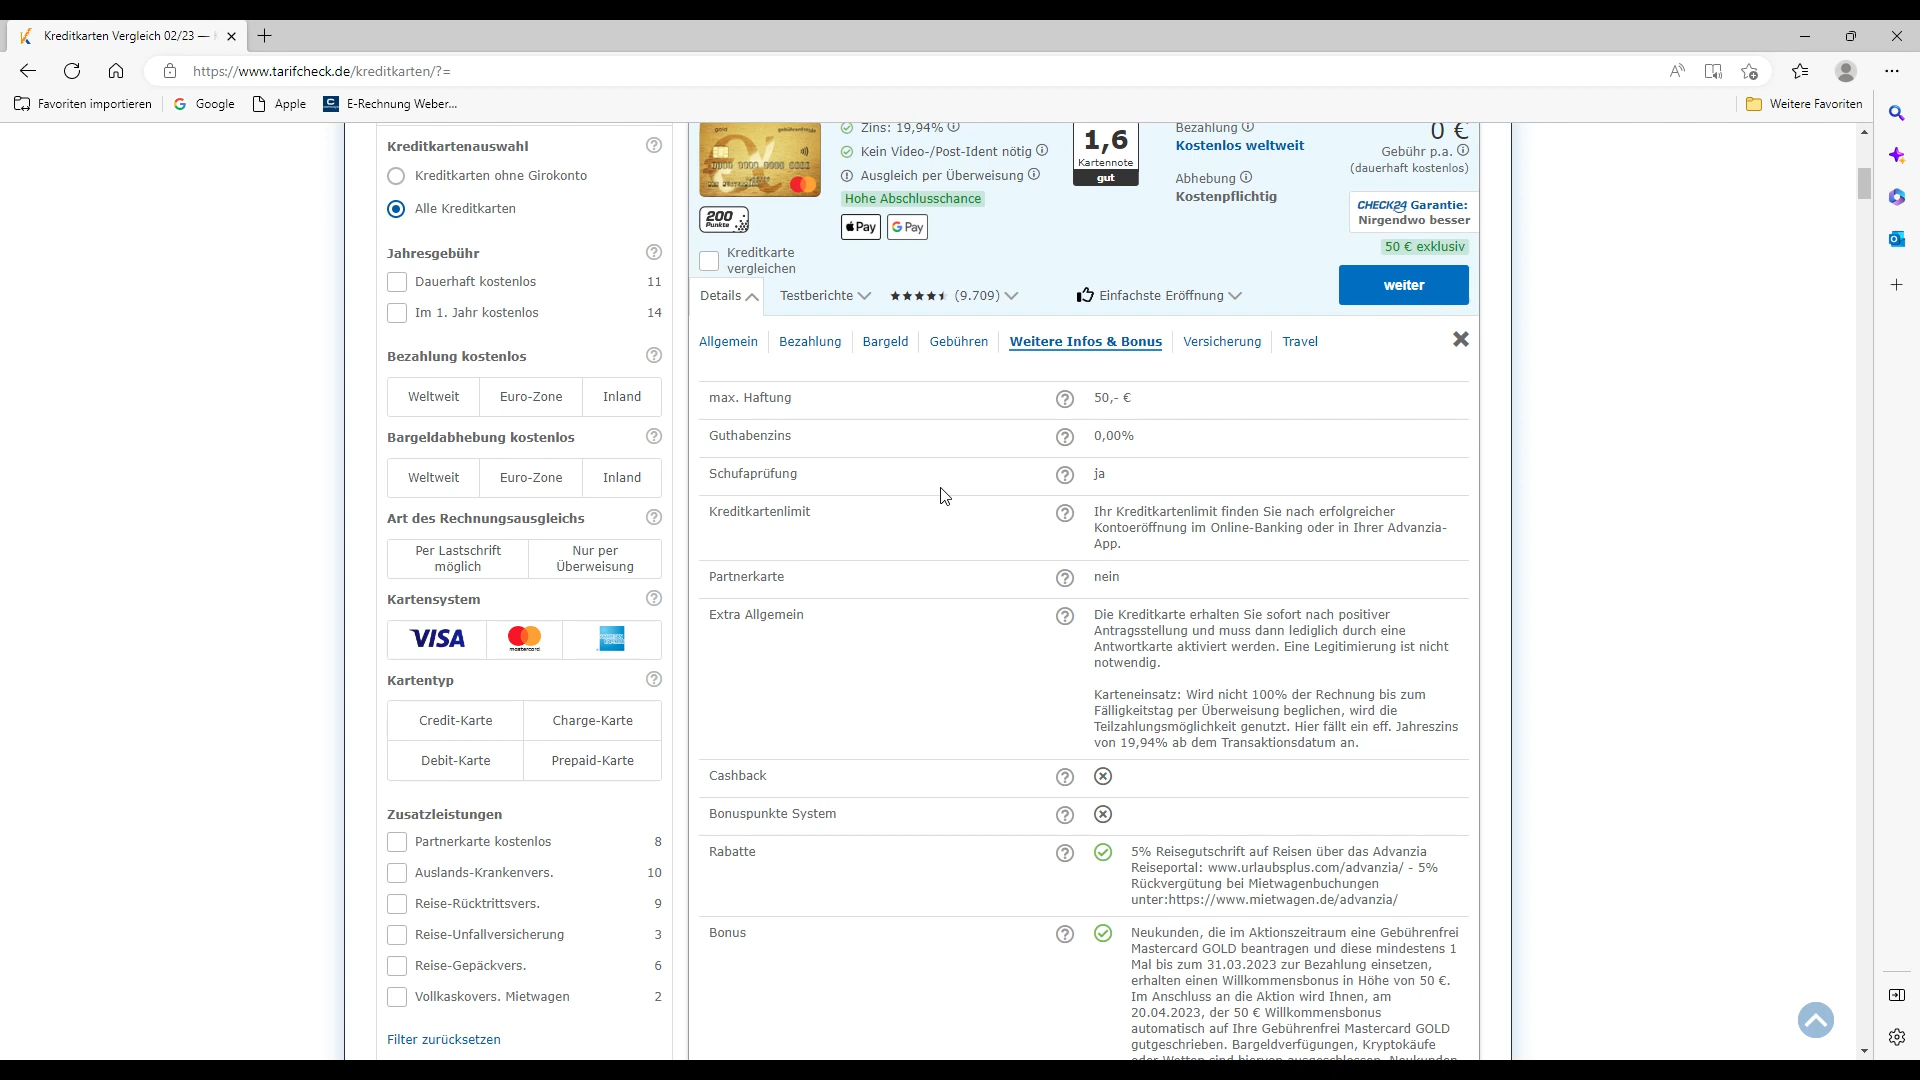 Kreditkarten Vergleich 02/23 —
https://www.tarifcheck.de/kreditkarten/?=
Favoriten importieren
Google
Apple
E-Rechnung Weber...
Weitere Favoriten
Kreditkartenauswahl
Kreditkarten ohne Girokonto
Alle Kreditkarten
Jahresgebühr
Dauerhaft kostenlos 11
Im 1. Jahr kostenlos 14
Bezahlung kostenlos
Weltweit Euro-Zone Inland
Bargeldabhebung kostenlos
Weltweit Euro-Zone Inland
Art des Rechnungsausgleichs
Per Lastschrift möglich
Nur per Überweisung
Kartensystem
VISA
mastercard
Kartentyp
Credit-Karte Charge-Karte
Debit-Karte Prepaid-Karte
Zusatzleistungen
Partnerkarte kostenlos 8
Auslands-Krankenvers. 10
Reise-Rücktrittsvers. 9
Reise-Unfallversicherung 3
Reise-Gepäckvers. 6
Vollkaskovers. Mietwagen 2
Filter zurücksetzen
gold
200
Punkte
Kreditkarte
vergleichen
Zins: 19,94%
Kein Video-/Post-Ident nötig
Ausgleich per Überweisung
Hohe Abschlusschance
Pay
G Pay
1,6
Kartennote
gut
Bezahlung
Kostenlos weltweit
Abhebung
Kostenpflichtig
0 €
Gebühr p.a.
(dauerhaft kostenlos)
CHECK24 Garantie:
Nirgendwo besser
50 € exklusiv
weiter
Details Testberichte (9.709) Einfachste Eröffnung
Allgemein Bezahlung Bargeld Gebühren Weitere Infos & Bonus Versicherung Travel
max. Haftung 50,- €
Guthabenzins 0,00%
Schufaprüfung ja
Kreditkartenlimit Ihr Kreditkartenlimit finden Sie nach erfolgreicher
Kontoeröffnung im Online-Banking oder in Ihrer Advanzia-
App.
Partnerkarte nein
Extra Allgemein Die Kreditkarte erhalten Sie sofort nach positiver
Antragsstellung und muss dann lediglich durch eine
Antwortkarte aktiviert werden. Eine Legitimierung ist nicht
notwendig.
Karteneinsatz: Wird nicht 100% der Rechnung bis zum
Fälligkeitstag per Überweisung beglichen, wird die
Teilzahlungsmöglichkeit genutzt. Hier fällt ein eff. Jahreszins
von 19,94% ab dem Transaktionsdatum an.
Cashback
Bonuspunkte System
Rabatte 5% Reisegutschrift auf Reisen über das Advanzia
Reiseportal: www.urlaubsplus.com/advanzia/ - 5%
Rückvergütung bei Mietwagenbuchungen
unter:https://www.mietwagen.de/advanzia/
Bonus Neukunden, die im Aktionszeitraum eine Gebührenfrei
Mastercard GOLD beantragen und diese mindestens 1
Mal bis zum 31.03.2023 zur Bezahlung einsetzen,
erhalten einen Willkommensbonus in Höhe von 50 €.
Im Anschluss an die Aktion wird Ihnen, am
20.04.2023, der 50 € Willkommensbonus
automatisch auf Ihre Gebührenfrei Mastercard GOLD
gutgeschrieben. Bargeldverfügungen, Kryptokäufe